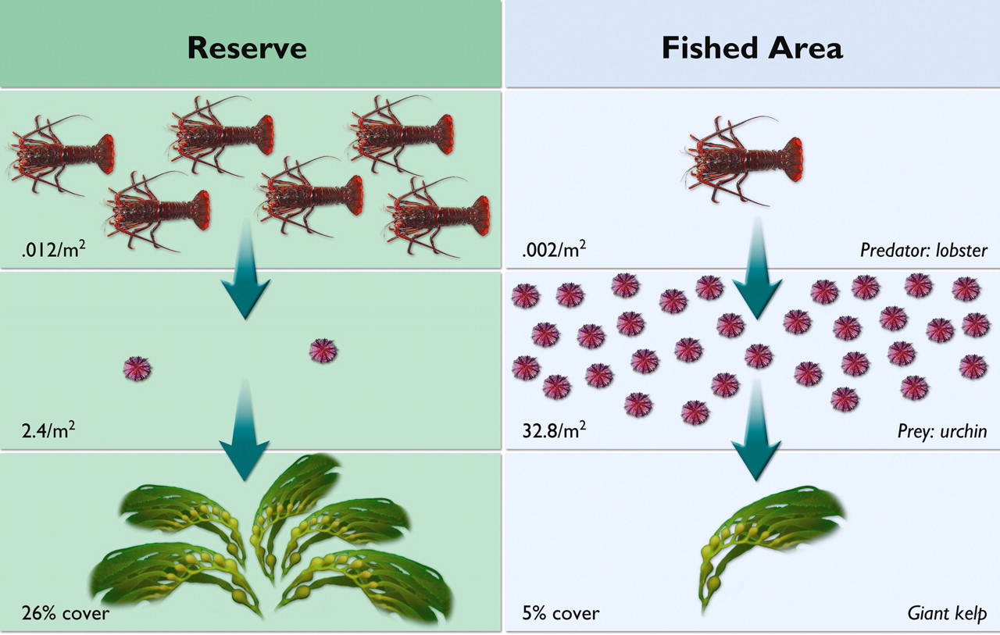 Reserve
Fished Area
.012/m²
.002/m²
Predator: lobster
2.4/m²
32.8/m²
Prey: urchin
26% cover
5% cover
Giant kelp